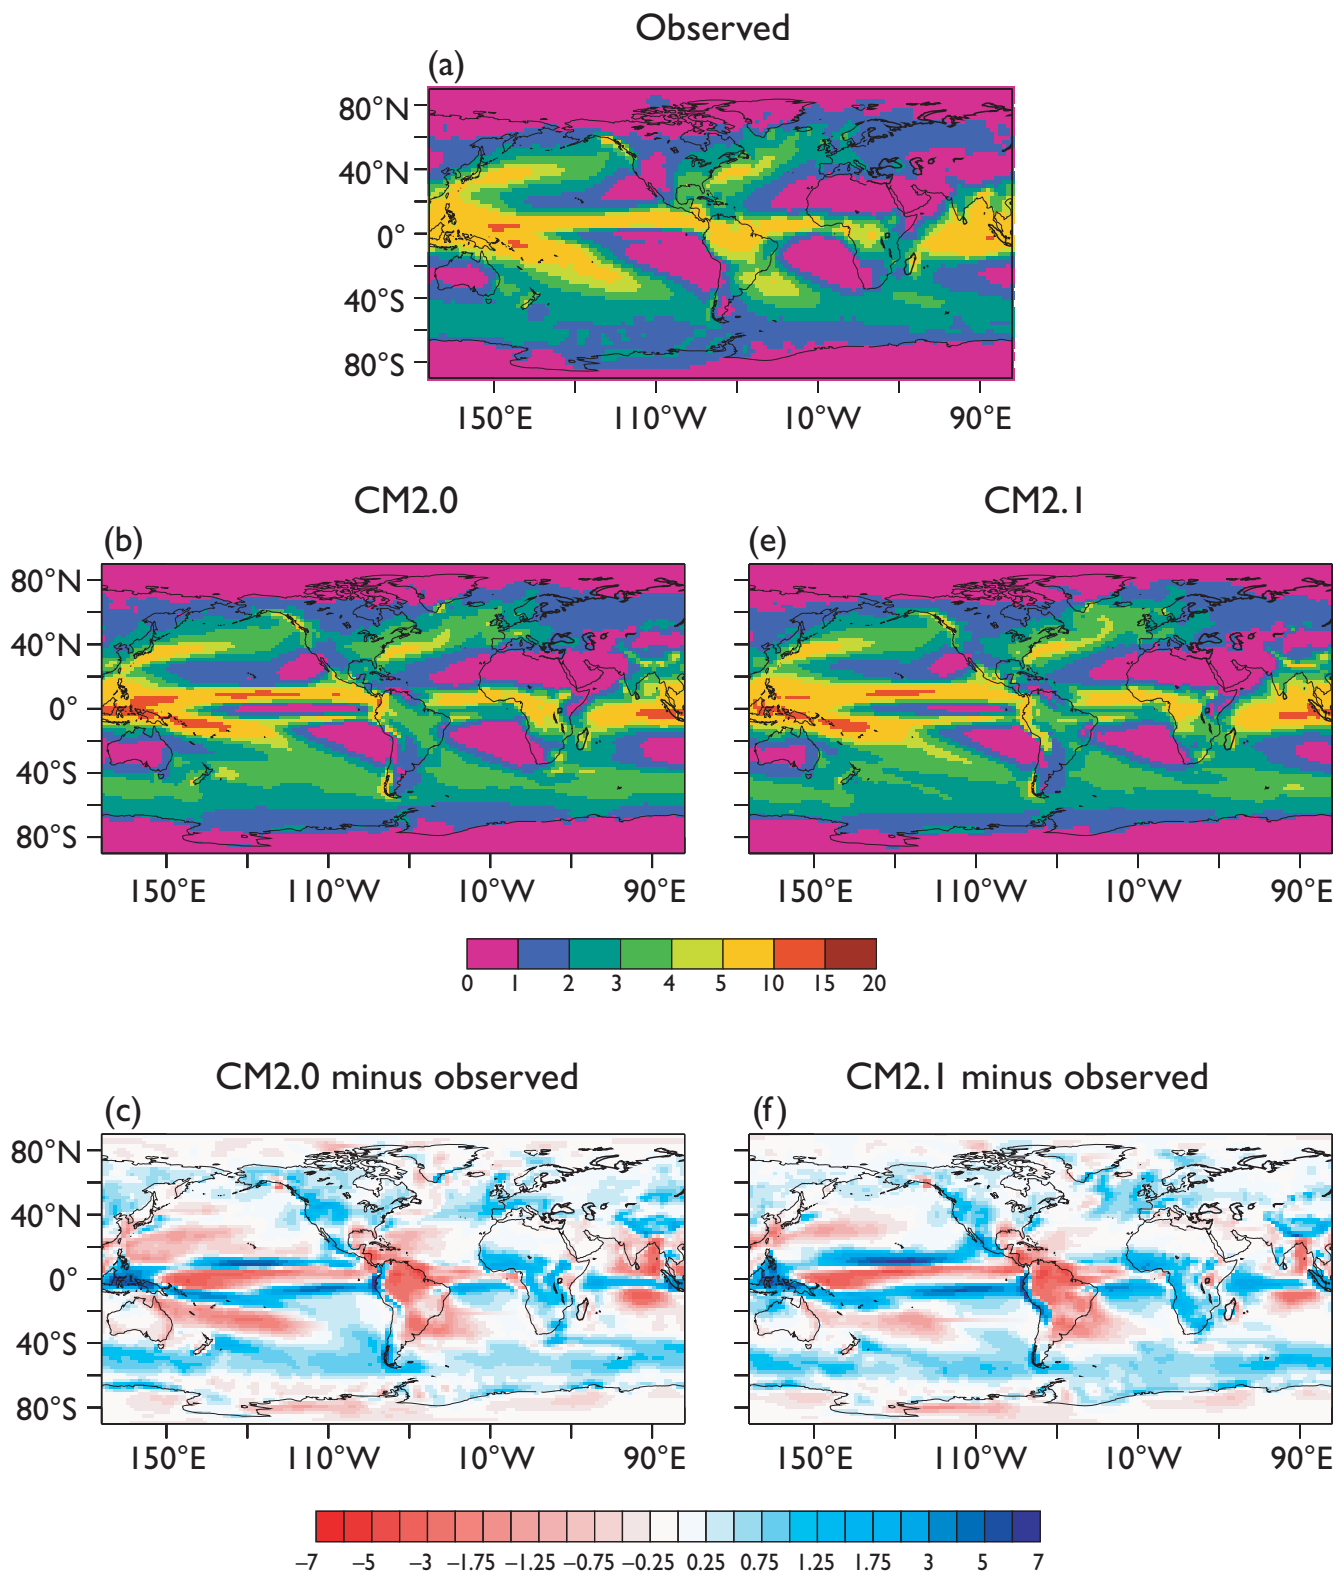 Observed
(a)
80°N
40°N
0°
40°S
80°S
150°E 110°W 10°W 90°E
CM2.0 CM2.1
(b) (e)
80°N 80°N
40°N 40°N
0° 0°
40°S 40°S
80°S 80°S
150°E 110°W 10°W 90°E 150°E 110°W 10°W 90°E
0 1 2 3 4 5 10 15 20
CM2.0 minus observed CM2.1 minus observed
(c) (f)
80°N 80°N
40°N 40°N
0° 0°
40°S 40°S
80°S 80°S
150°E 110°W 10°W 90°E 150°E 110°W 10°W 90°E
−7 −5 −3 −1.75 −1.25 −0.75 −0.25 0.25 0.75 1.25 1.75 3 5 7